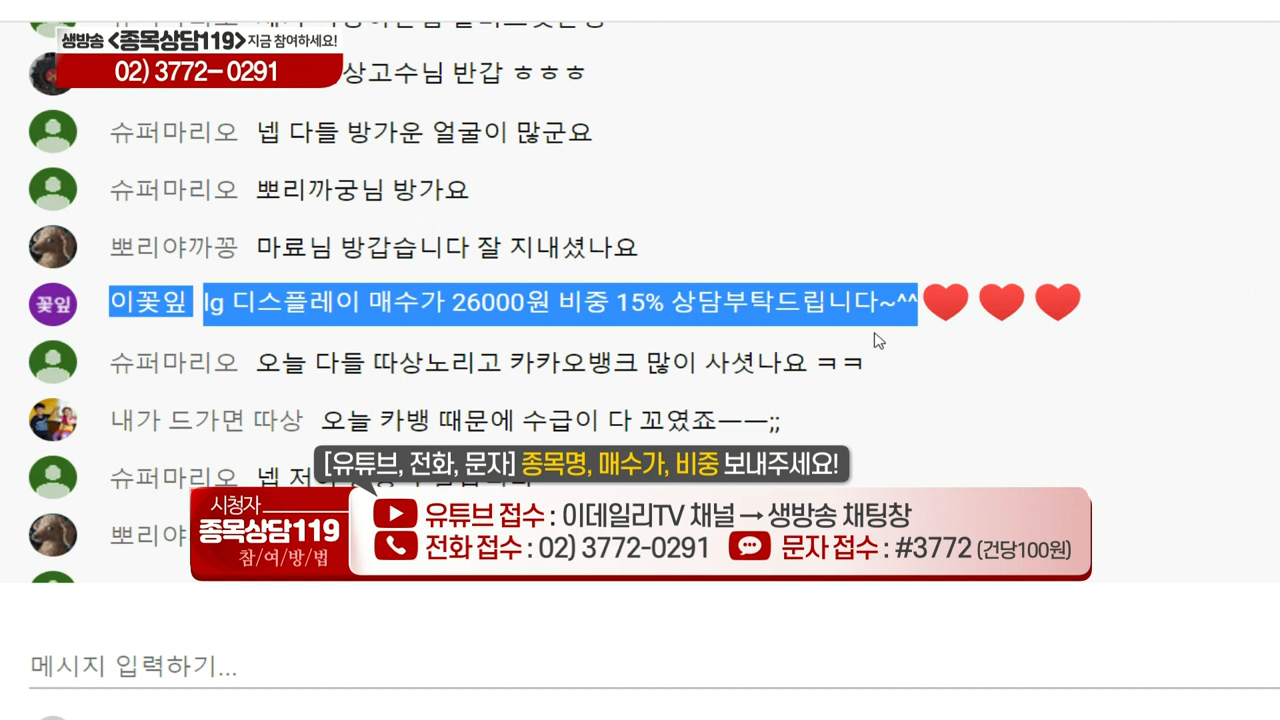 생방송 <종목상담119> 지금 참여하세요!
02) 3772-0291
상고수님 반갑 ㅎㅎㅎ
슈퍼마리오 넵 다들 방가운 얼굴이 많군요
슈퍼마리오 뽀리까궁님 방가요
뽀리야까꽁 마료님 방갑습니다 잘 지내셨나요
꽃잎 이꽃잎 lg 디스플레이 매수가 26000원 비중 15% 상담부탁드립니다~^^ ❤❤❤
슈퍼마리오 오늘 다들 따상노리고 카카오뱅크 많이 사셧나요 ㅋㅋ
내가 드가면 따상 오늘 카뱅 때문에 수급이 다 꼬였죠ㅡㅡ;;
슈퍼마리오 넵
[유튜브, 전화, 문자] 종목명, 매수가, 비중 보내주세요!
뽀리야
시청자
종목상담119
참/여/방/법
유튜브 접수 : 이데일리TV 채널 → 생방송 채팅창
전화 접수 : 02) 3772-0291 문자 접수 : #3772 (건당100원)
메시지 입력하기...